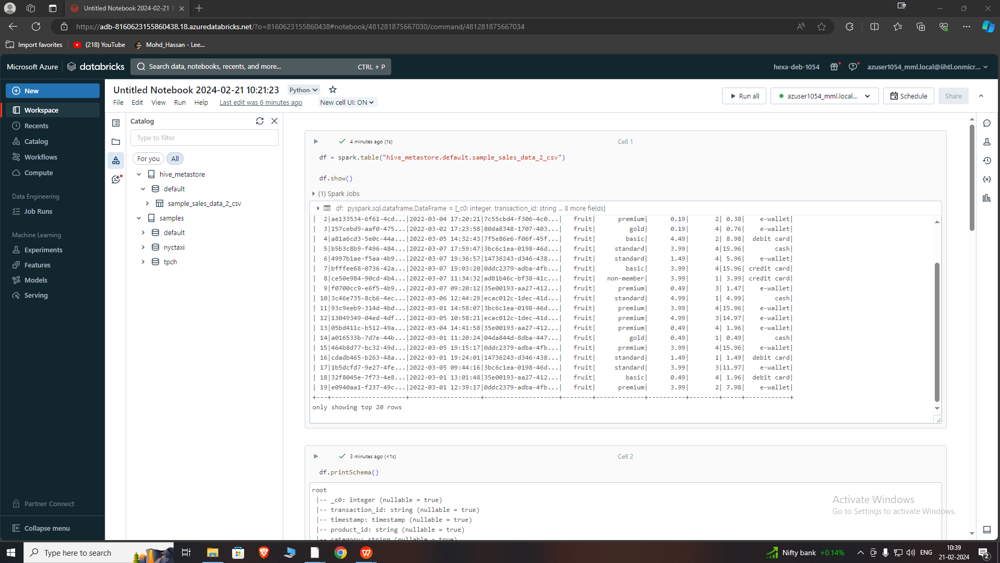 Untitled Notebook 2024-02-21 1
https://adb-8160623155860438.18.azuredatabricks.net/?o=8160623155860438#notebook/481281875667030/command/481281875667034
Import favorites
(218) YouTube
Mohd_Hassan - Lee...
Microsoft Azure
databricks
Search data, notebooks, recents, and more...
CTRL + P
hexa-deb-1054
azuser1054_mml.local@iihtl.onmicr...
New
Workspace
Recents
Catalog
Workflows
Compute
Data Engineering
Job Runs
Machine Learning
Experiments
Features
Models
Serving
Partner Connect
Collapse menu
Untitled Notebook 2024-02-21 10:21:23
Python
File Edit View Run Help
Last edit was 6 minutes ago
New cell UI: ON
Run all
azuser1054_mml.local...
Schedule
Share
Catalog
Type to filter
For you
All
hive_metastore
default
sample_sales_data_2_csv
samples
default
nyctaxi
tpch
4 minutes ago (1s)
Cell 1
df = spark.table("hive_metastore.default.sample_sales_data_2_csv")
df.show()
(1) Spark Jobs
df: pyspark.sql.dataframe.DataFrame = [_c0: integer, transaction_id: string ... 8 more fields]
|  2|ae133534-6f61-4cd...|2022-03-04 17:20:21|7c55cbd4-f306-4c0...|   fruit|      premium|      0.19|       2| 0.38|    e-wallet|
|  3|157cebd9-aaf0-475...|2022-03-02 17:23:58|80da8348-1707-403...|   fruit|         gold|      0.19|       4| 0.76|    e-wallet|
|  4|a81a6cd3-5e0c-44a...|2022-03-05 14:32:43|7f5e86e6-f06f-45f...|   fruit|        basic|      4.49|       2| 8.98|  debit card|
|  5|b5b3c8b9-f496-484...|2022-03-07 17:59:47|3bc6c1ea-0198-46d...|   fruit|     standard|      3.99|       4|15.96|        cash|
|  6|4997b1ae-f5aa-4b9...|2022-03-07 19:36:57|14736243-d346-438...|   fruit|     standard|      1.49|       4| 5.96|    e-wallet|
|  7|bfffee68-0736-42a...|2022-03-07 19:03:20|0ddc2379-adba-4fb...|   fruit|        basic|      3.99|       4|15.96| credit card|
|  8|ce50e984-90cd-4b4...|2022-03-07 11:34:32|ad81b46c-bf38-41c...|   fruit|   non-member|      3.99|       1| 3.99| credit card|
|  9|f0700cc9-e6f5-4b9...|2022-03-07 09:20:12|35e00193-aa27-412...|   fruit|      premium|      0.49|       3| 1.47|    e-wallet|
| 10|3c46e735-8cb6-4ec...|2022-03-06 12:44:29|ecac012c-1dec-41d...|   fruit|     standard|      4.99|       1| 4.99|        cash|
| 11|93c9eeb9-314d-4bd...|2022-03-01 14:58:07|3bc6c1ea-0198-46d...|   fruit|      premium|      3.99|       4|15.96|    e-wallet|
| 12|13049349-04ed-4df...|2022-03-05 10:58:21|ecac012c-1dec-41d...|   fruit|      premium|      4.99|       3|14.97|    e-wallet|
| 13|05bd411c-b512-49a...|2022-03-04 14:41:58|35e00193-aa27-412...|   fruit|      premium|      0.49|       4| 1.96|    e-wallet|
| 14|a016533b-7d7e-44b...|2022-03-01 11:20:24|04da844d-8dba-447...|   fruit|         gold|      0.49|       1| 0.49|        cash|
| 15|464b8d77-bc32-49d...|2022-03-05 19:15:17|0ddc2379-adba-4fb...|   fruit|      premium|      3.99|       4|15.96|    e-wallet|
| 16|cdadb465-b263-48a...|2022-03-01 19:24:01|14736243-d346-438...|   fruit|     standard|      1.49|       1| 1.49|  debit card|
| 17|1b5dcfd7-9e27-4fe...|2022-03-05 09:44:16|3bc6c1ea-0198-46d...|   fruit|     standard|      3.99|       3|11.97|    e-wallet|
| 18|32f8045e-7f73-4e8...|2022-03-01 13:01:48|35e00193-aa27-412...|   fruit|        basic|      0.49|       4| 1.96|  debit card|
| 19|e0940aa1-f237-49c...|2022-03-01 12:39:17|0ddc2379-adba-4fb...|   fruit|      premium|      3.99|       2| 7.98|    e-wallet|
+---+--------------------+-------------------+--------------------+--------+-------------+----------+--------+-----+------------+
only showing top 20 rows
3 minutes ago (<1s)
Cell 2
df.printSchema()
root
|-- _c0: integer (nullable = true)
|-- transaction_id: string (nullable = true)
|-- timestamp: timestamp (nullable = true)
|-- product_id: string (nullable = true)
|-- category: string (nullable = true)
Activate Windows
Go to Settings to activate Windows.
Type here to search
Nifty bank +0.14%
ENG
10:39
21-02-2024
2